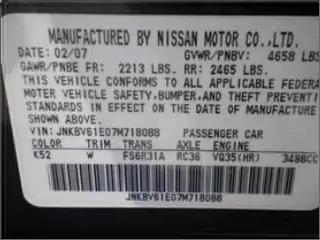 MANUFACTURED BY NISSAN MOTOR CO.,LTD.
DATE: 02/07 GVWR/PNBV: 4658 LBS
GAWR/PNBE FR: 2213 LBS. RR: 2465 LBS.
THIS VEHICLE CONFORMS TO ALL APPLICABLE FEDERA
MOTOR VEHICLE SAFETY,BUMPER,AND THEFT PREVENTI
STANDARDS IN EFFECT ON THE DATE OF MANUFACTUR
SHOWN ABOVE.
VIN: JNKBV61E07M718088 PASSENGER CAR
COLOR TRIM TRANS AXLE ENGINE
K52 W FS6R31A RC36 VQ35(HR) 3498CC
JNKBV61E07M718088